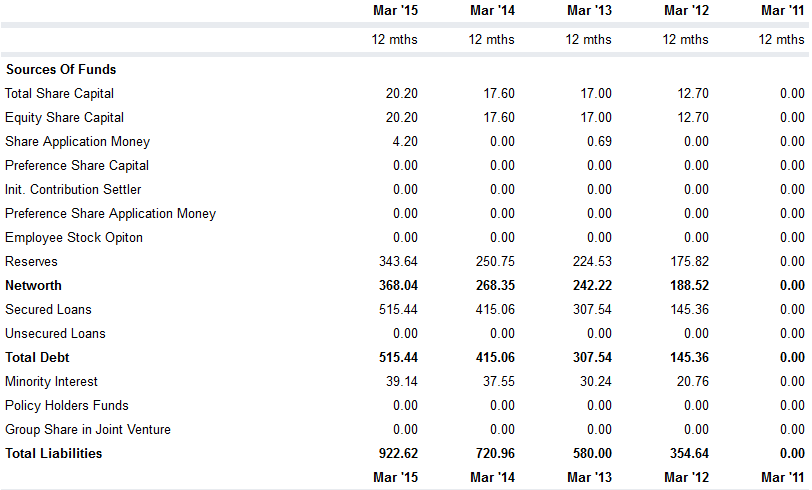 Mar '15 Mar '14 Mar '13 Mar '12 Mar '11
12 mths 12 mths 12 mths 12 mths 12 mths
Sources Of Funds
Total Share Capital 20.20 17.60 17.00 12.70 0.00
Equity Share Capital 20.20 17.60 17.00 12.70 0.00
Share Application Money 4.20 0.00 0.69 0.00 0.00
Preference Share Capital 0.00 0.00 0.00 0.00 0.00
Init. Contribution Settler 0.00 0.00 0.00 0.00 0.00
Preference Share Application Money 0.00 0.00 0.00 0.00 0.00
Employee Stock Opiton 0.00 0.00 0.00 0.00 0.00
Reserves 343.64 250.75 224.53 175.82 0.00
Networth 368.04 268.35 242.22 188.52 0.00
Secured Loans 515.44 415.06 307.54 145.36 0.00
Unsecured Loans 0.00 0.00 0.00 0.00 0.00
Total Debt 515.44 415.06 307.54 145.36 0.00
Minority Interest 39.14 37.55 30.24 20.76 0.00
Policy Holders Funds 0.00 0.00 0.00 0.00 0.00
Group Share in Joint Venture 0.00 0.00 0.00 0.00 0.00
Total Liabilities 922.62 720.96 580.00 354.64 0.00
Mar '15 Mar '14 Mar '13 Mar '12 Mar '11